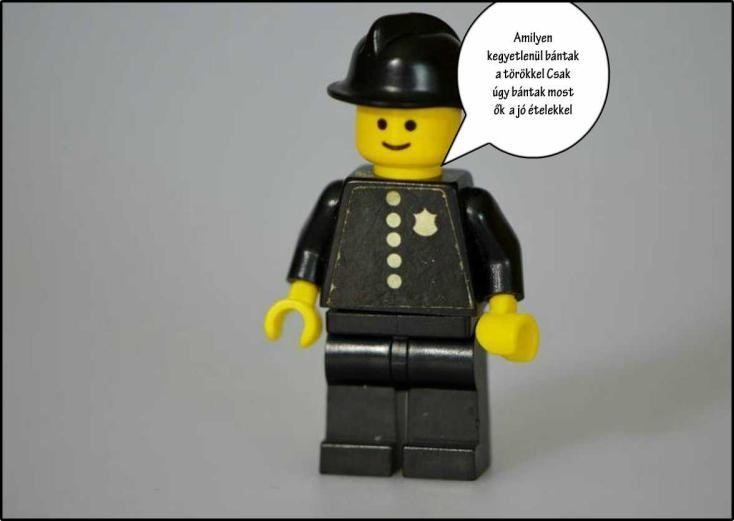 Amilyen
kegyetlenül bántak
a törökkel Csak
úgy bántak most
ők a jó ételekkel